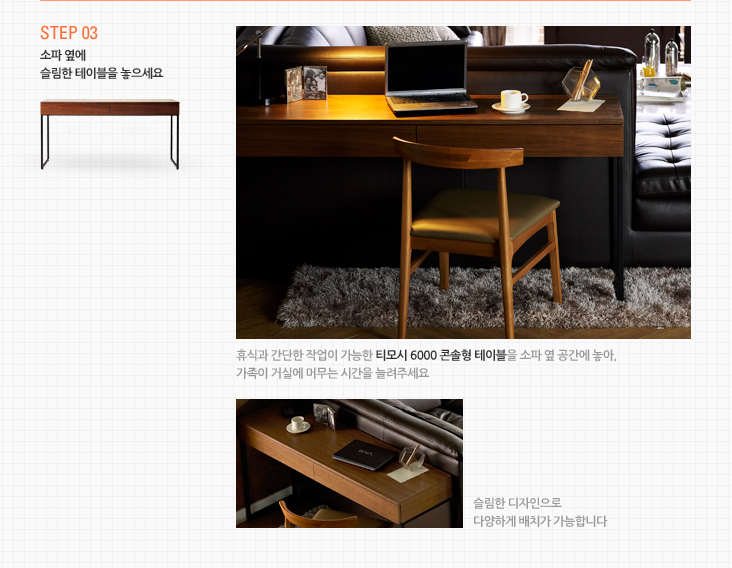 STEP 03
소파 옆에
슬림한 테이블을 놓으세요
휴식과 간단한 작업이 가능한 티모시 6000 콘솔형 테이블을 소파 옆 공간에 놓아,
가족이 거실에 머무는 시간을 늘려주세요
슬림한 디자인으로
다양하게 배치가 가능합니다